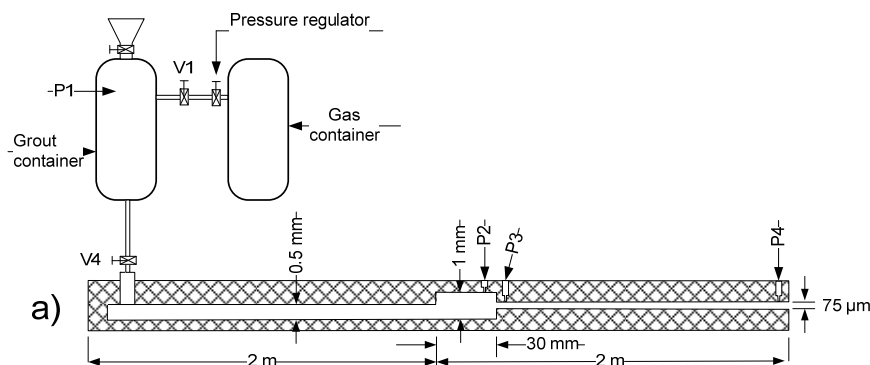 Pressure regulator
V1
P1
Gas
container
Grout
container
V4
0.5 mm
1 mm
P2
P3
P4
a)
75 µm
30 mm
2 m
2 m